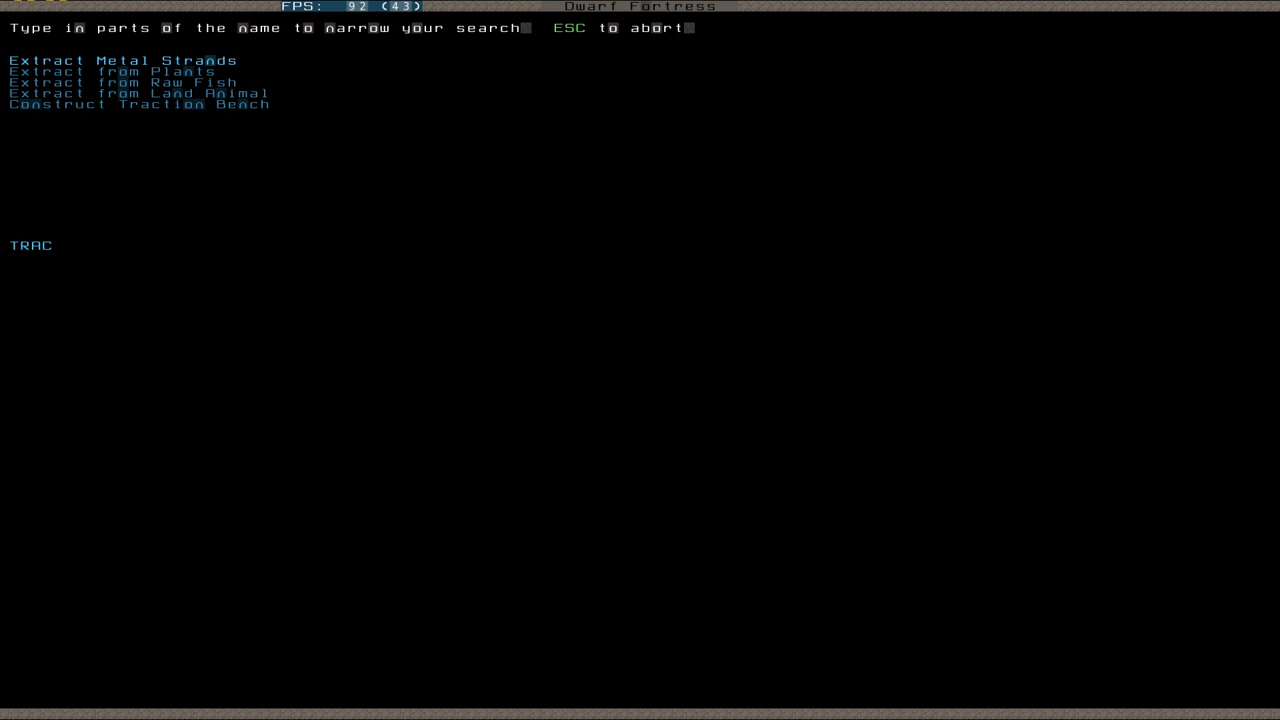 FPS: 92 (43) Dwarf Fortress
Type in parts of the name to narrow your search ESC to abort
Extract Metal Strands
Extract from Plants
Extract from Raw Fish
Extract from Land Animal
Construct Traction Bench
TRAC